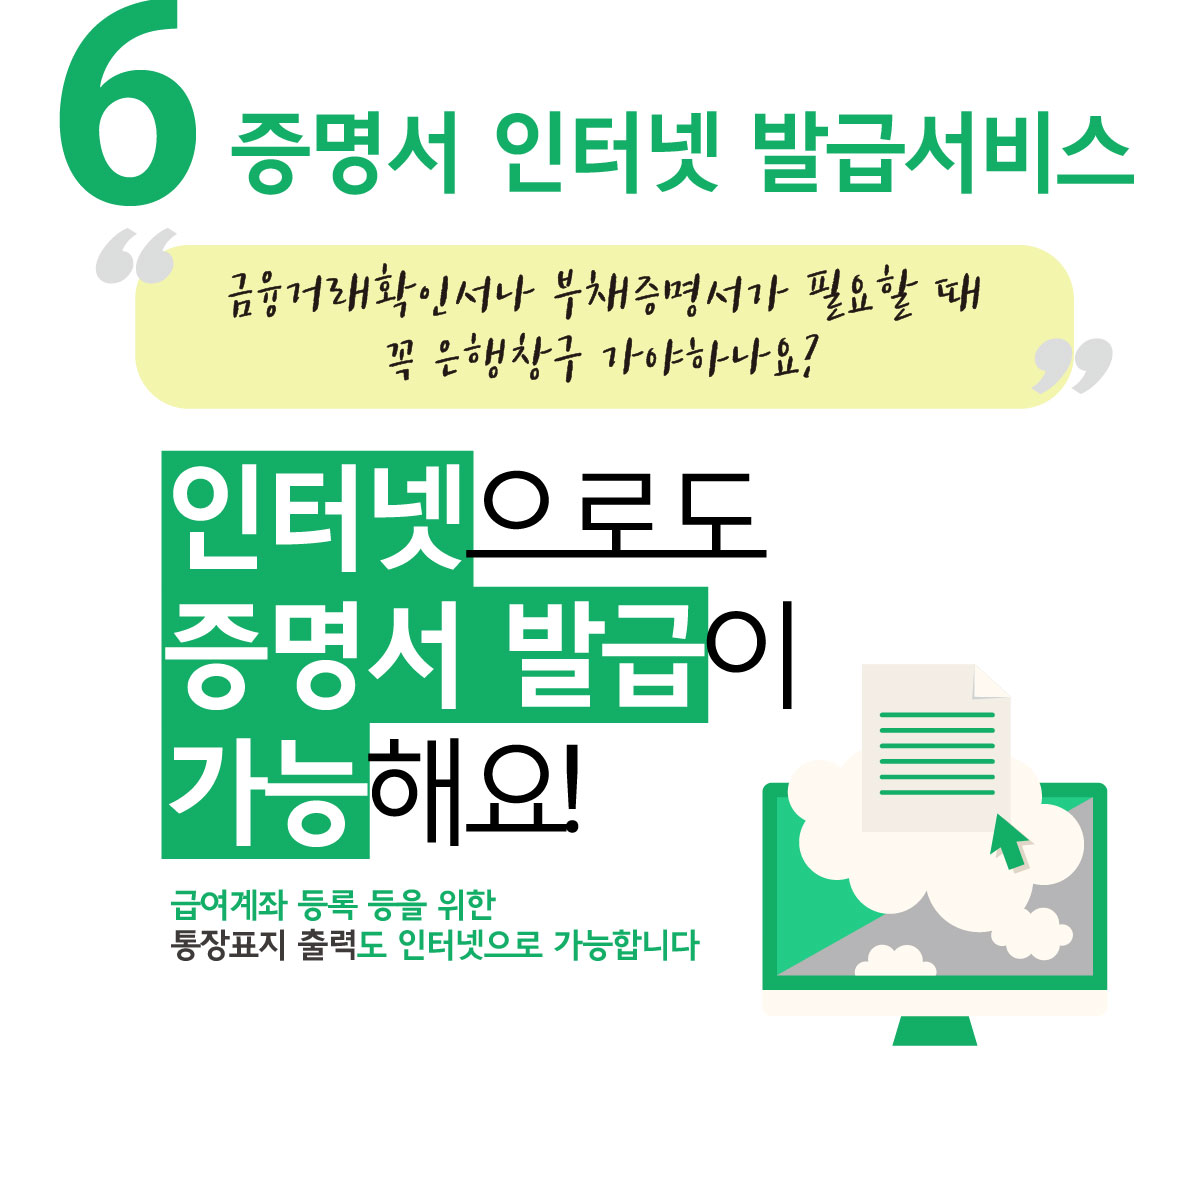 6 증명서 인터넷 발급서비스
“금융거래확인서나 부채증명서가 필요할 때
꼭 은행창구 가야하나요?”
인터넷으로도
증명서 발급이
가능해요!
급여계좌 등록 등을 위한
통장표지 출력도 인터넷으로 가능합니다